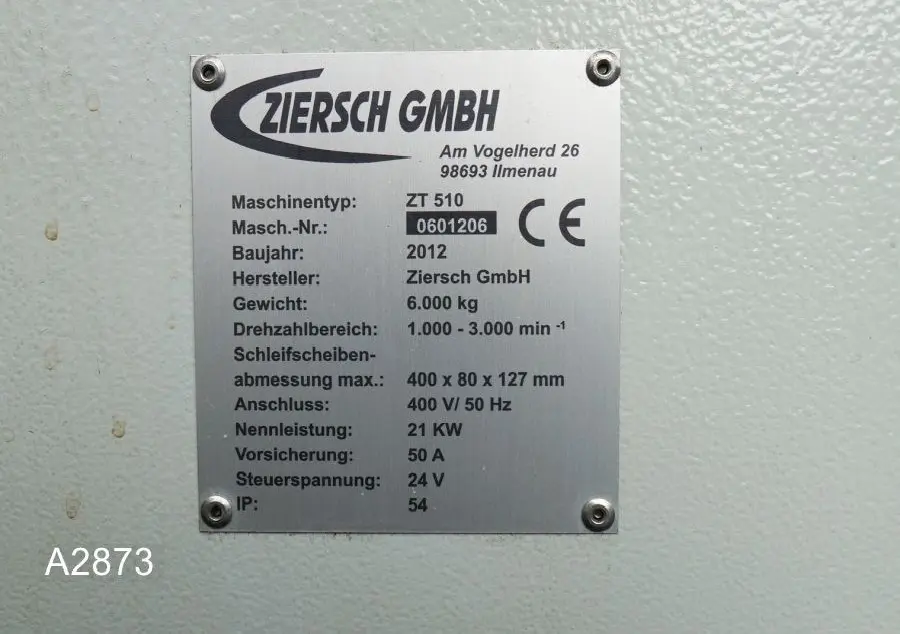 ZIERSCH GMBH
Am Vogelherd 26
98693 Ilmenau
Maschinentyp: ZT 510
Masch.-Nr.: 0601206 CE
Baujahr: 2012
Hersteller: Ziersch GmbH
Gewicht: 6.000 kg
Drehzahlbereich: 1.000 - 3.000 min ⁻¹
Schleifscheiben-
abmessung max.: 400 x 80 x 127 mm
Anschluss: 400 V/ 50 Hz
Nennleistung: 21 KW
Vorsicherung: 50 A
Steuerspannung: 24 V
IP: 54
A2873